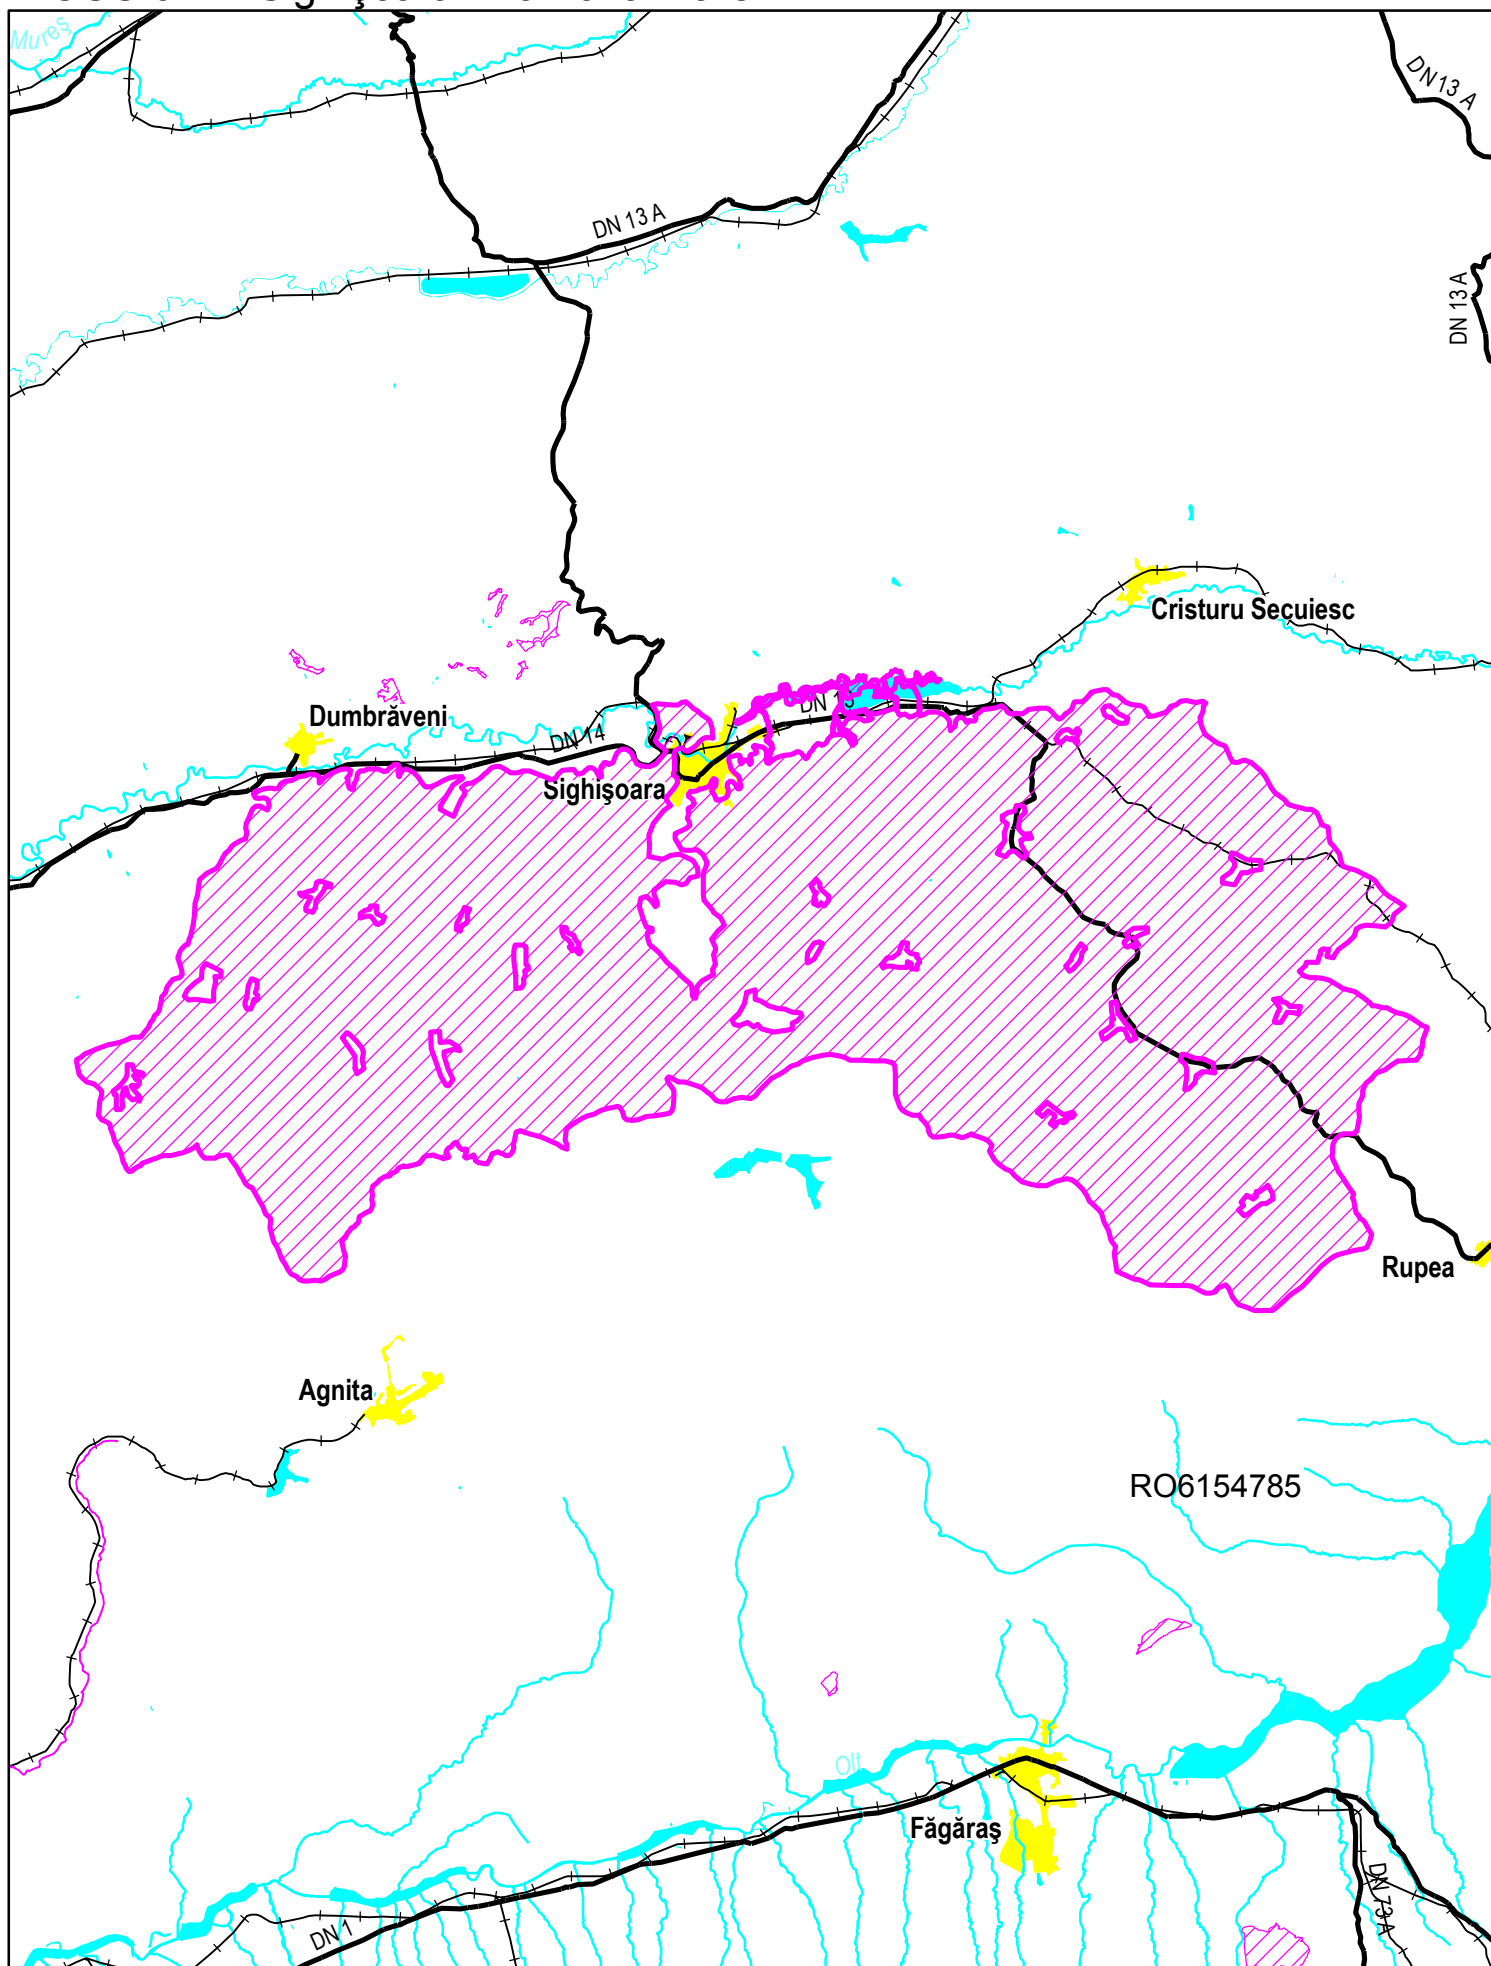 Mureş
DN13 A
DN 13 A
DN 13 A
Cristuru Secuiesc
Dumbrăveni
DN 14
DN 13
Sighişoara
Rupea
Agnita
RO6154785
Olt
Făgăraş
DN 1
DN 73A